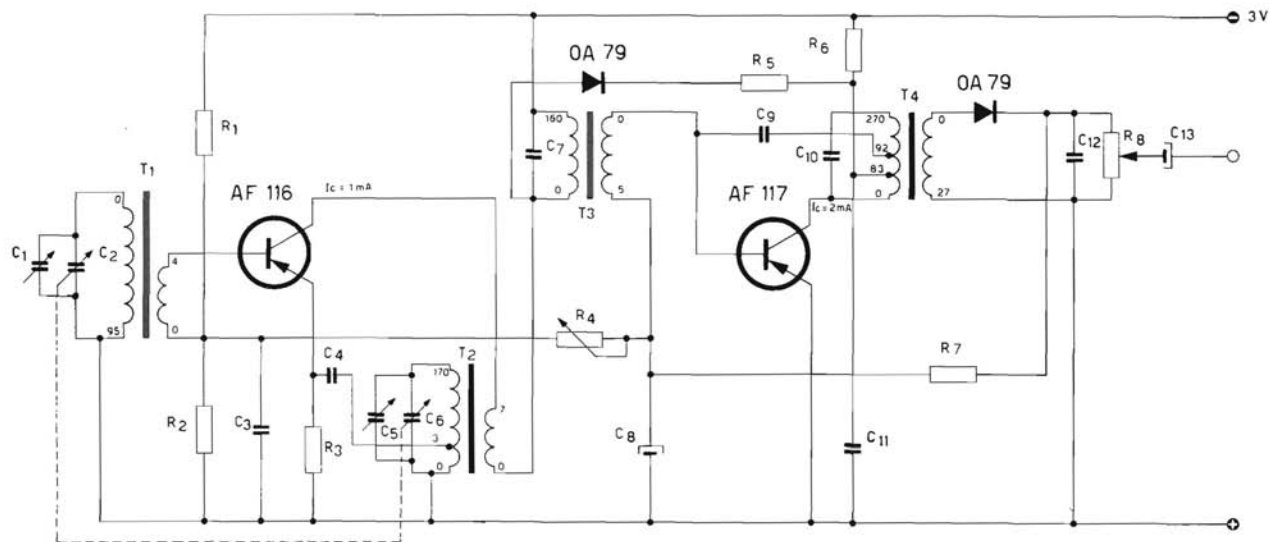 3 V
OA 79
R5
R6
OA 79
R1
C7
160
0
0
5
T3
C9
C10
270
92
83
0
T4
0
27
C12
R8
C13
T1
AF 116
Ic = 1mA
AF 117
Ic = 2mA
C1
C2
0
95
4
0
R4
R7
T2
C4
170
3
0
7
0
C5
C6
R2
C3
R3
C8
C11